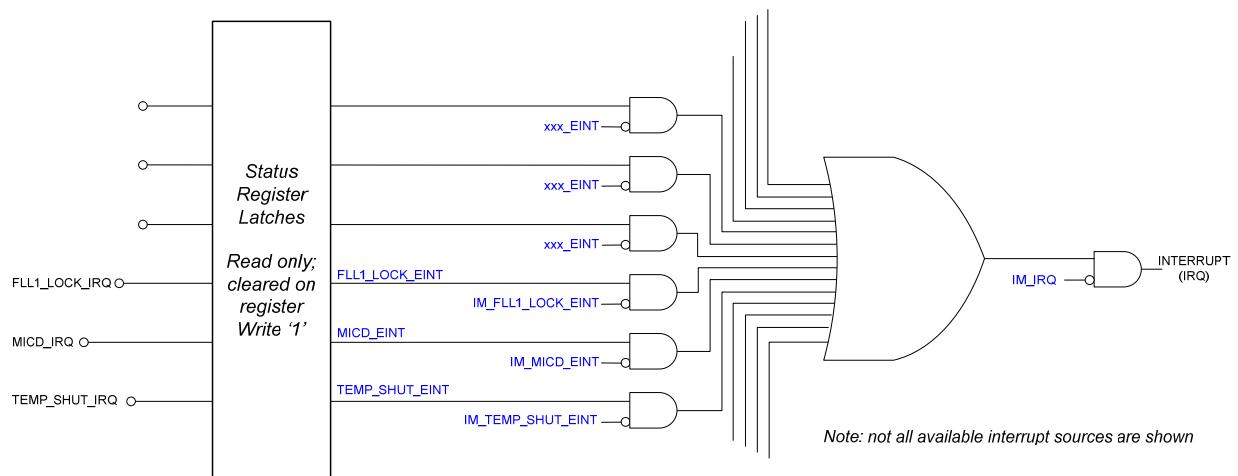 xxx_EINT
xxx_EINT
xxx_EINT
Status
Register
Latches
Read only;
cleared on
register
Write '1'
FLL1_LOCK_IRQ
FLL1_LOCK_EINT
IM_FLL1_LOCK_EINT
MICD_IRQ
MICD_EINT
IM_MICD_EINT
TEMP_SHUT_IRQ
TEMP_SHUT_EINT
IM_TEMP_SHUT_EINT
IM_IRQ
INTERRUPT
(IRQ)
Note: not all available interrupt sources are shown